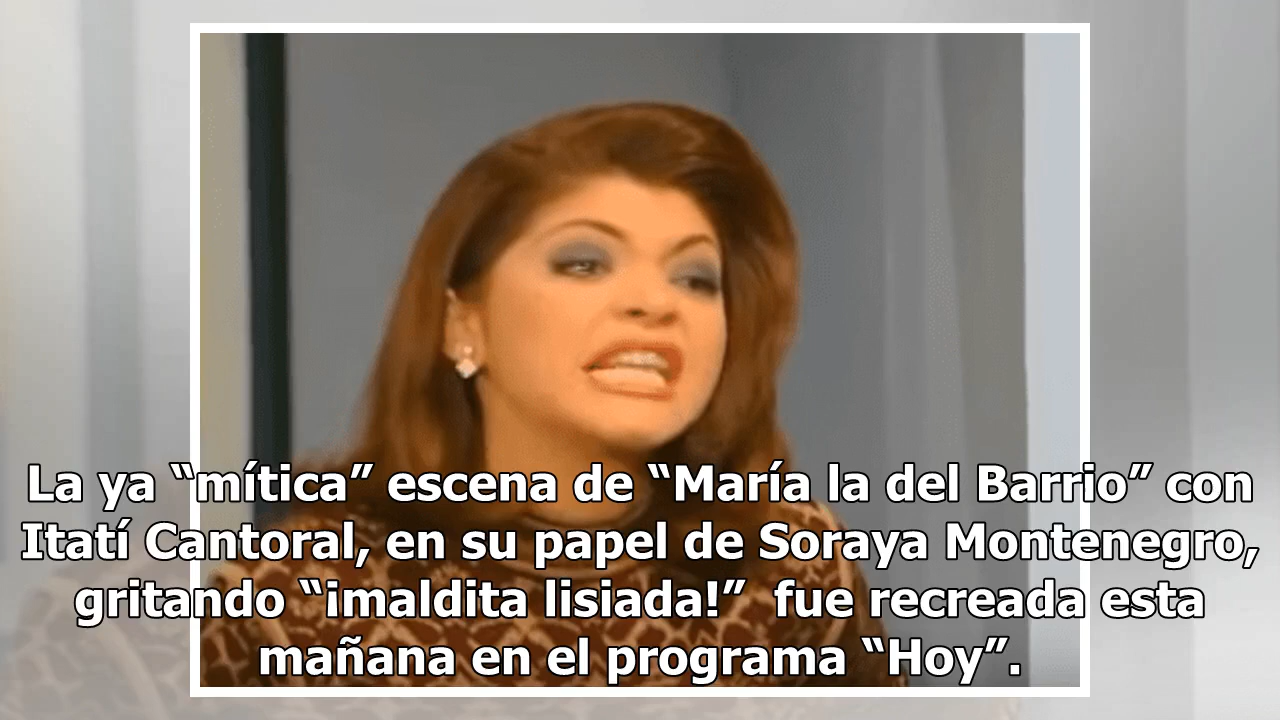 La ya “mítica” escena de “María la del Barrio” con
Itatí Cantoral, en su papel de Soraya Montenegro,
gritando “¡maldita lisiada!”  fue recreada esta
mañana en el programa “Hoy”.